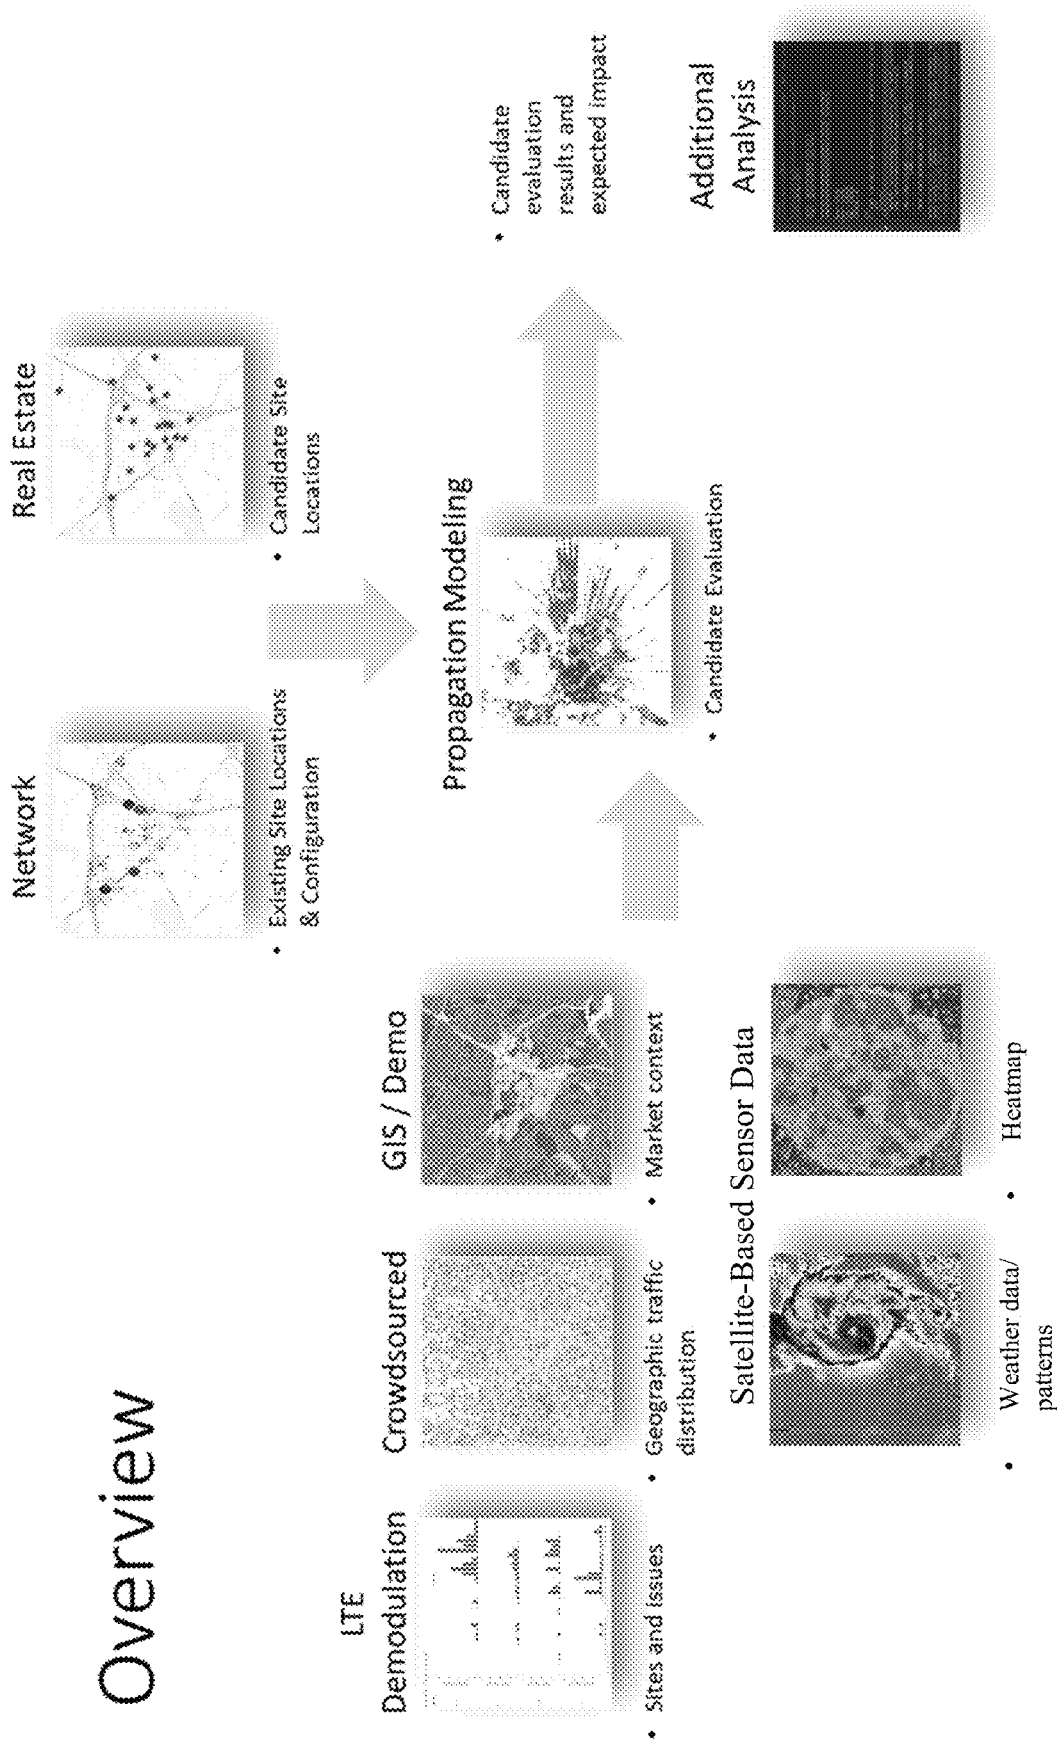 Overview
Network
Real Estate
• Existing Site Locations
& Configuration
• Candidate Site
Locations
LTE
Demodulation
Crowdsourced
GIS / Demo
Propagation Modeling
• Candidate
evaluation
results and
expected impact
• Sites and issues
• Geographic traffic
distribution
• Market context
• Candidate Evaluation
Satellite-Based Sensor Data
Additional
Analysis
• Weather data/
patterns
• Heatmap